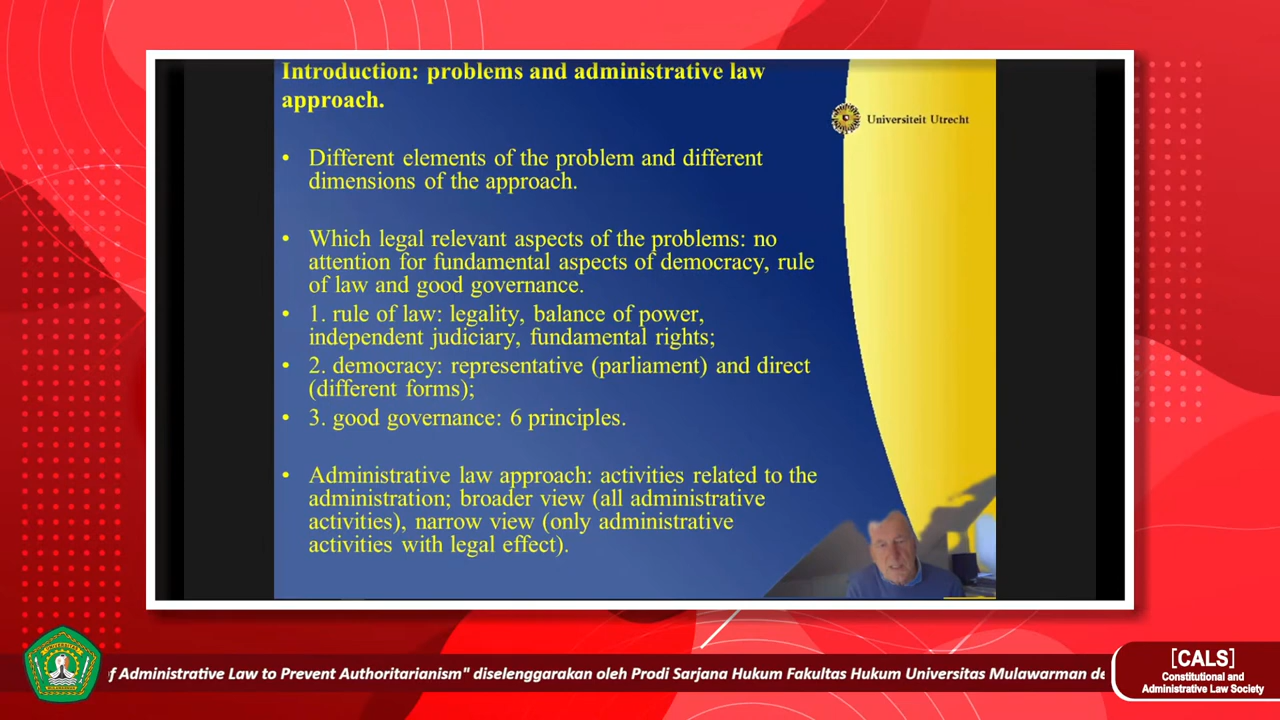 Introduction: problems and administrative law
approach.
Universiteit Utrecht
• Different elements of the problem and different
dimensions of the approach.
• Which legal relevant aspects of the problems: no
attention for fundamental aspects of democracy, rule
of law and good governance.
• 1. rule of law: legality, balance of power,
independent judiciary, fundamental rights;
• 2. democracy: representative (parliament) and direct
(different forms);
• 3. good governance: 6 principles.
• Administrative law approach: activities related to the
administration; broader view (all administrative
activities), narrow view (only administrative
activities with legal effect).
f Administrative Law to Prevent Authoritarianism" diselenggarakan oleh Prodi Sarjana Hukum Fakultas Hukum Universitas Mulawarman de
[CALS]
Constitutional and
Administrative Law Society